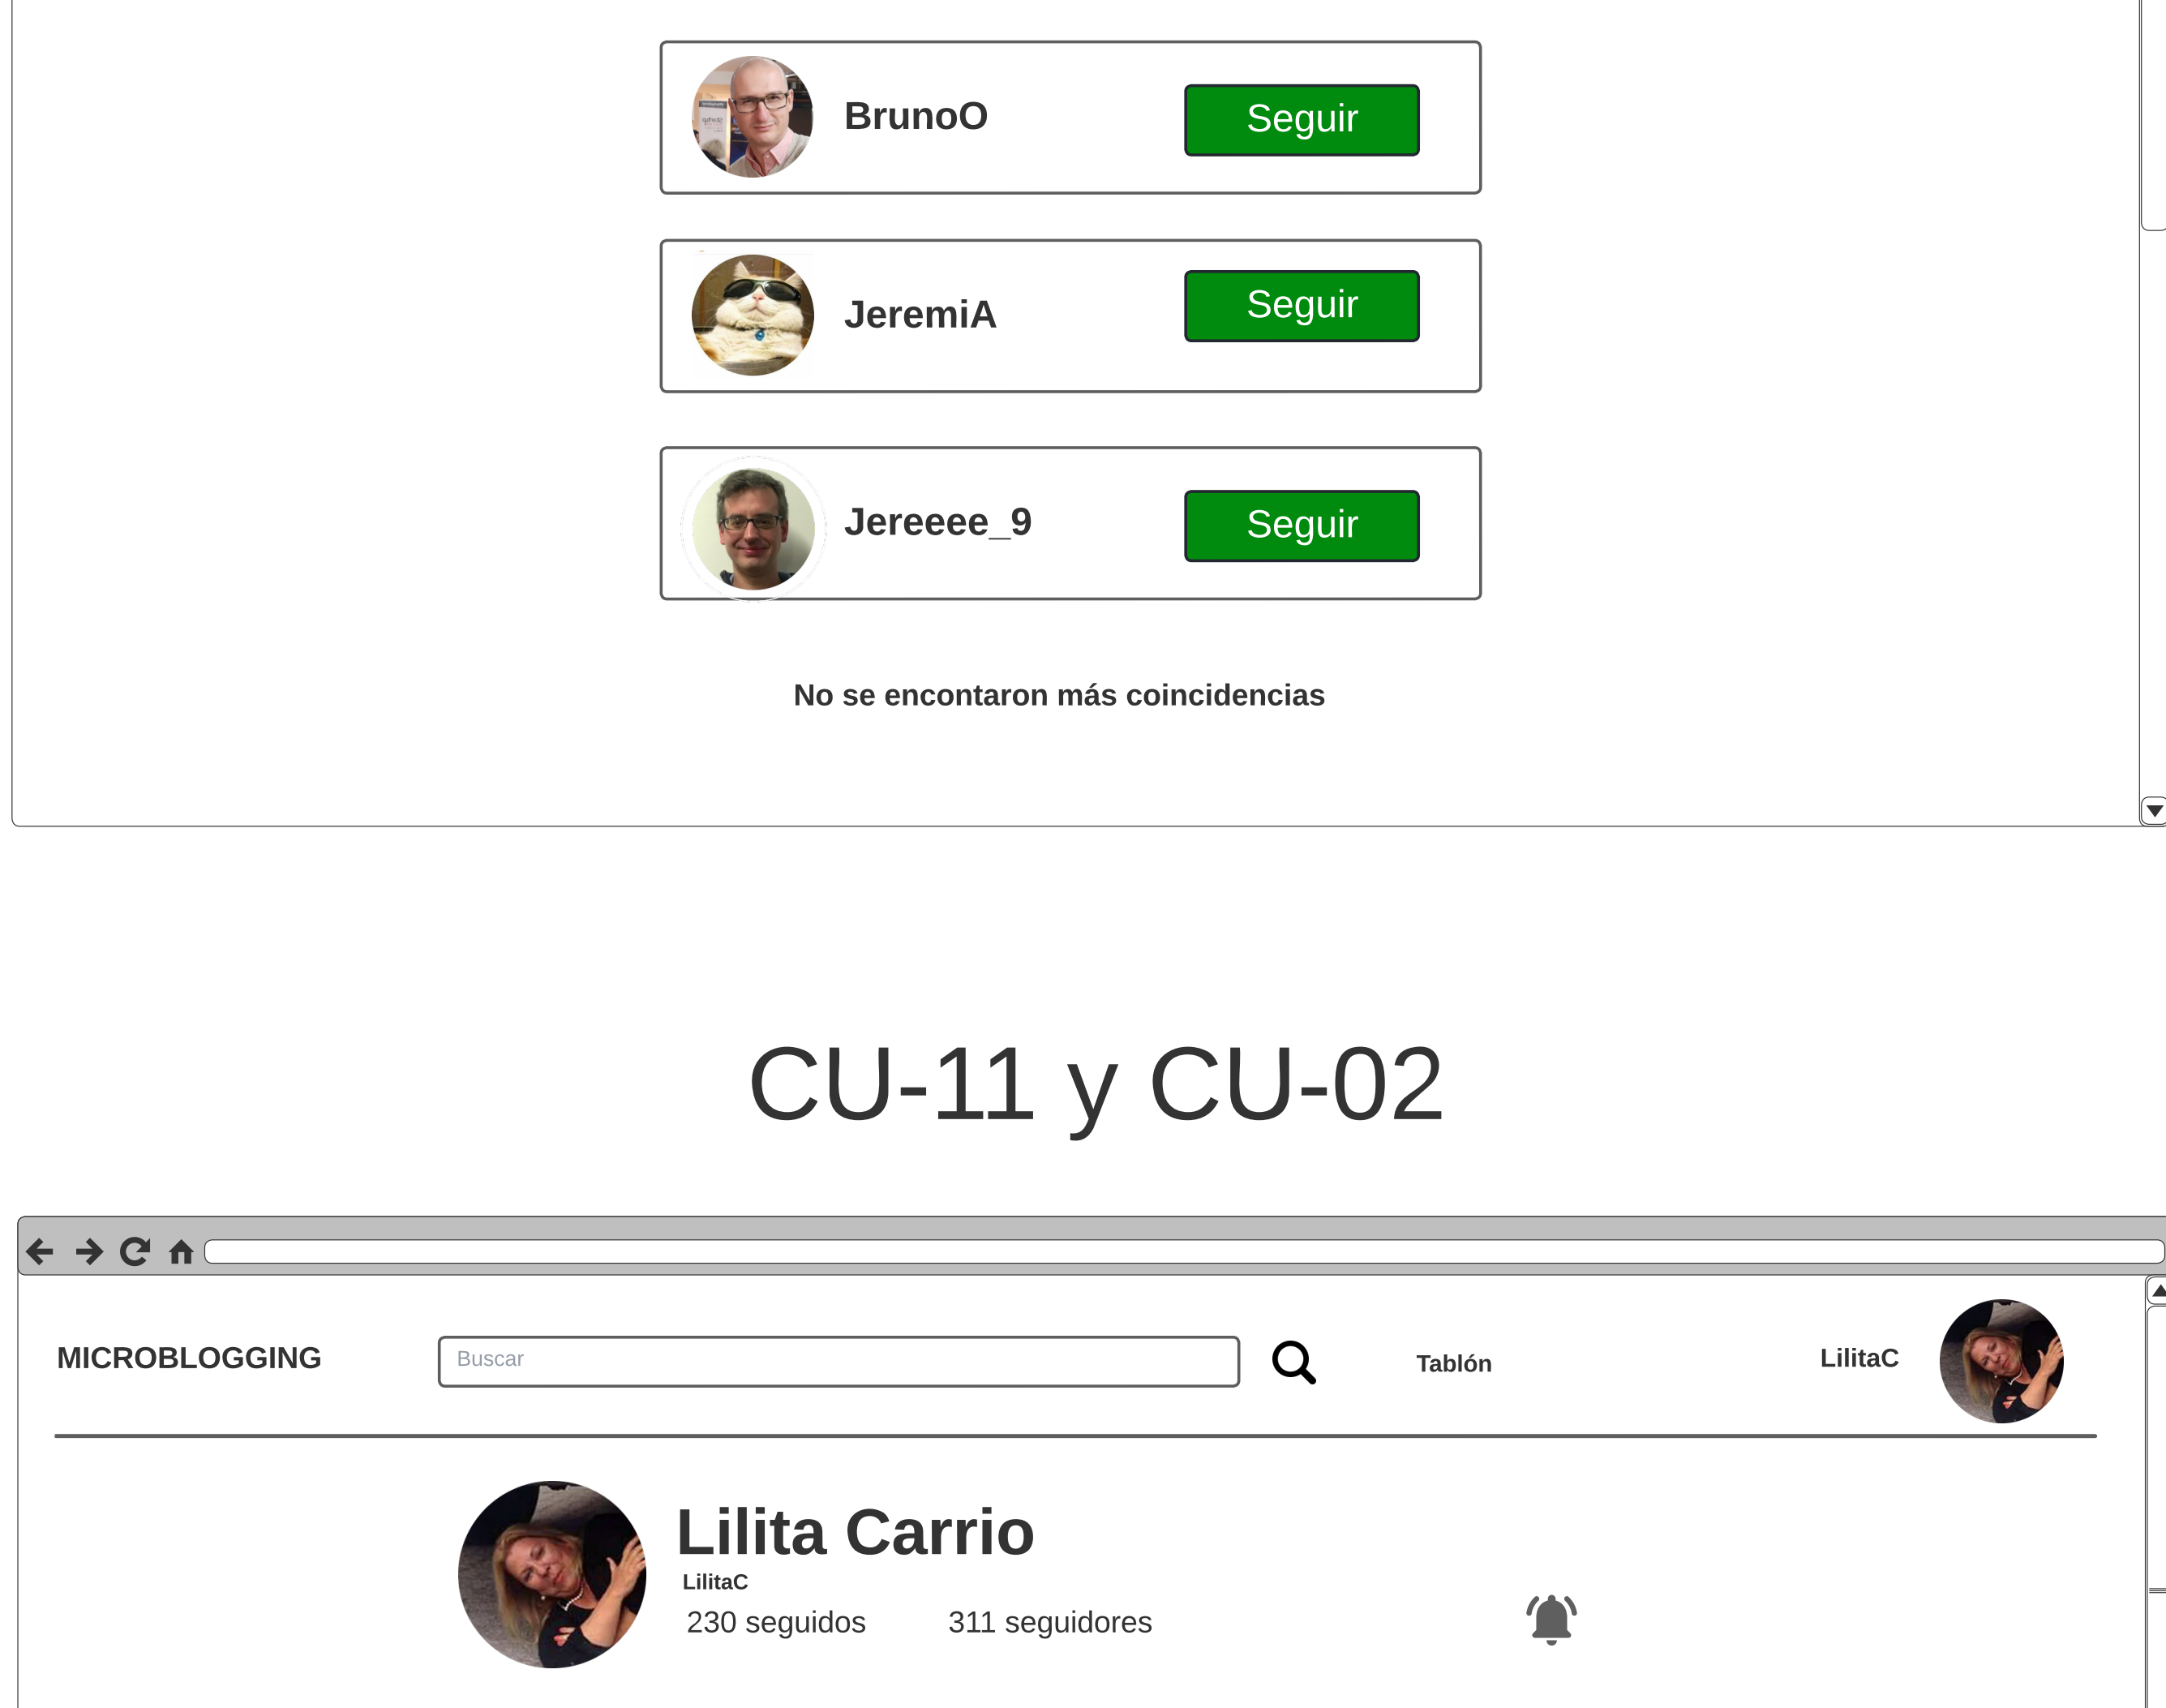 BrunoO
Seguir
JeremiA
Seguir
Jereeee_9
Seguir
No se encontaron más coincidencias
CU-11 y CU-02
MICROBLOGGING
Buscar
Tablón
LilitaC
Lilita Carrio
LilitaC
230 seguidos
311 seguidores